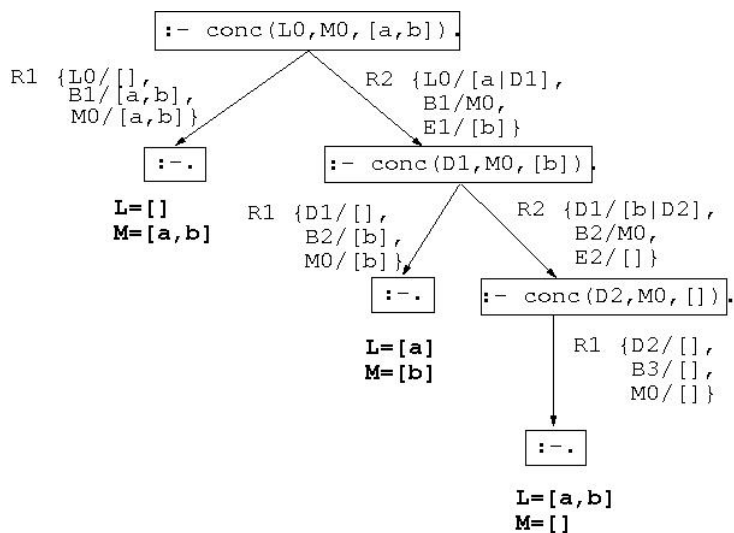 :- conc(L0,M0,[a,b]).
R1 {L0/[],
B1/[a,b],
M0/[a,b]}
R2 {L0/[a|D1],
B1/M0,
E1/[b]}
:-.
:- conc(D1,M0,[b]).
L=[]
M=[a,b]
R1 {D1/[],
B2/[b],
M0/[b]}
R2 {D1/[b|D2],
B2/M0,
E2/[]}
:-.
:- conc(D2,M0,[]).
L=[a]
M=[b]
R1 {D2/[],
B3/[],
M0/[]}
:-.
L=[a,b]
M=[]